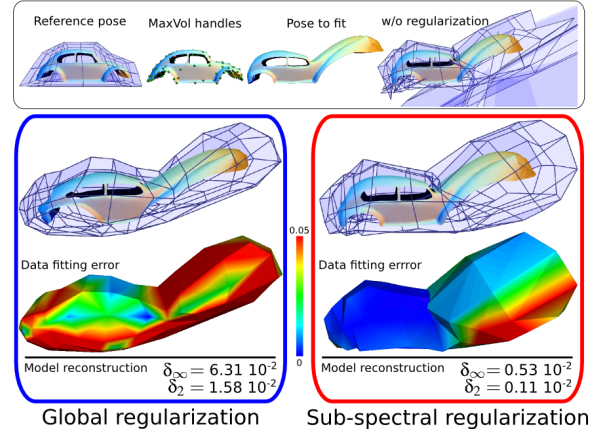 Reference pose
MaxVol handles
Pose to fit
w/o regularization
Data fitting error
0.05
0
Model reconstruction
δ∞ = 6.31 10⁻²
δ₂ = 1.58 10⁻²
Data fitting errror
Model reconstruction
δ∞ = 0.53 10⁻²
δ₂ = 0.11 10⁻²
Global regularization
Sub-spectral regularization